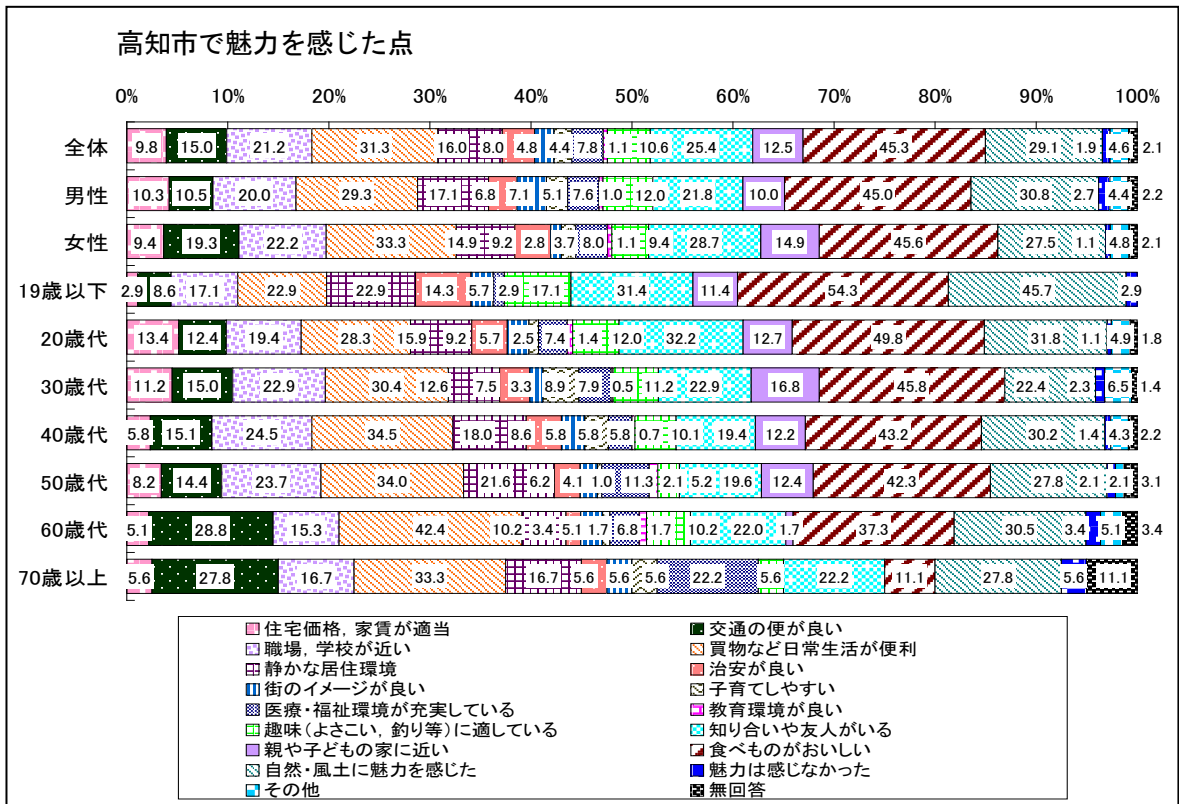 高知市で魅力を感じた点
0% 10% 20% 30% 40% 50% 60% 70% 80% 90% 100%
全体 9.8 15.0 21.2 31.3 16.0 8.0 4.8 4.4 7.8 1.1 10.6 25.4 12.5 45.3 29.1 1.9 4.6 2.1
男性 10.3 10.5 20.0 29.3 17.1 6.8 7.1 5.1 7.6 1.0 12.0 21.8 10.0 45.0 30.8 2.7 4.4 2.2
女性 9.4 19.3 22.2 33.3 14.9 9.2 2.8 3.7 8.0 1.1 9.4 28.7 14.9 45.6 27.5 1.1 4.8 2.1
19歳以下 2.9 8.6 17.1 22.9 22.9 14.3 5.7 2.9 17.1 31.4 11.4 54.3 45.7 2.9
20歳代 13.4 12.4 19.4 28.3 15.9 9.2 5.7 2.5 7.4 1.4 12.0 32.2 12.7 49.8 31.8 1.1 4.9 1.8
30歳代 11.2 15.0 22.9 30.4 12.6 7.5 3.3 8.9 7.9 0.5 11.2 22.9 16.8 45.8 22.4 2.3 6.5 1.4
40歳代 5.8 15.1 24.5 34.5 18.0 8.6 5.8 5.8 5.8 0.7 10.1 19.4 12.2 43.2 30.2 1.4 4.3 2.2
50歳代 8.2 14.4 23.7 34.0 21.6 6.2 4.1 1.0 11.3 2.1 5.2 19.6 12.4 42.3 27.8 2.1 2.1 3.1
60歳代 5.1 28.8 15.3 42.4 10.2 3.4 5.1 1.7 6.8 1.7 10.2 22.0 1.7 37.3 30.5 3.4 5.1 3.4
70歳以上 5.6 27.8 16.7 33.3 16.7 5.6 5.6 5.6 22.2 5.6 22.2 11.1 27.8 5.6 11.1
住宅価格，家賃が適当 交通の便が良い
職場，学校が近い 買物など日常生活が便利
静かな居住環境 治安が良い
街のイメージが良い 子育てしやすい
医療・福祉環境が充実している 教育環境が良い
趣味（よさこい，釣り等）に適している 知り合いや友人がいる
親や子どもの家に近い 食べものがおいしい
自然・風土に魅力を感じた 魅力は感じなかった
その他 無回答